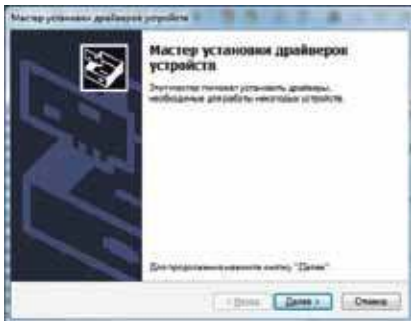 Мастер установки драйверов устройств
Мастер установки драйверов
устройств
Этот мастер поможет установить драйверы,
необходимые для работы некоторых устройств.
Для продолжения нажмите кнопку "Далее"
< Назад
Далее >
Отмена